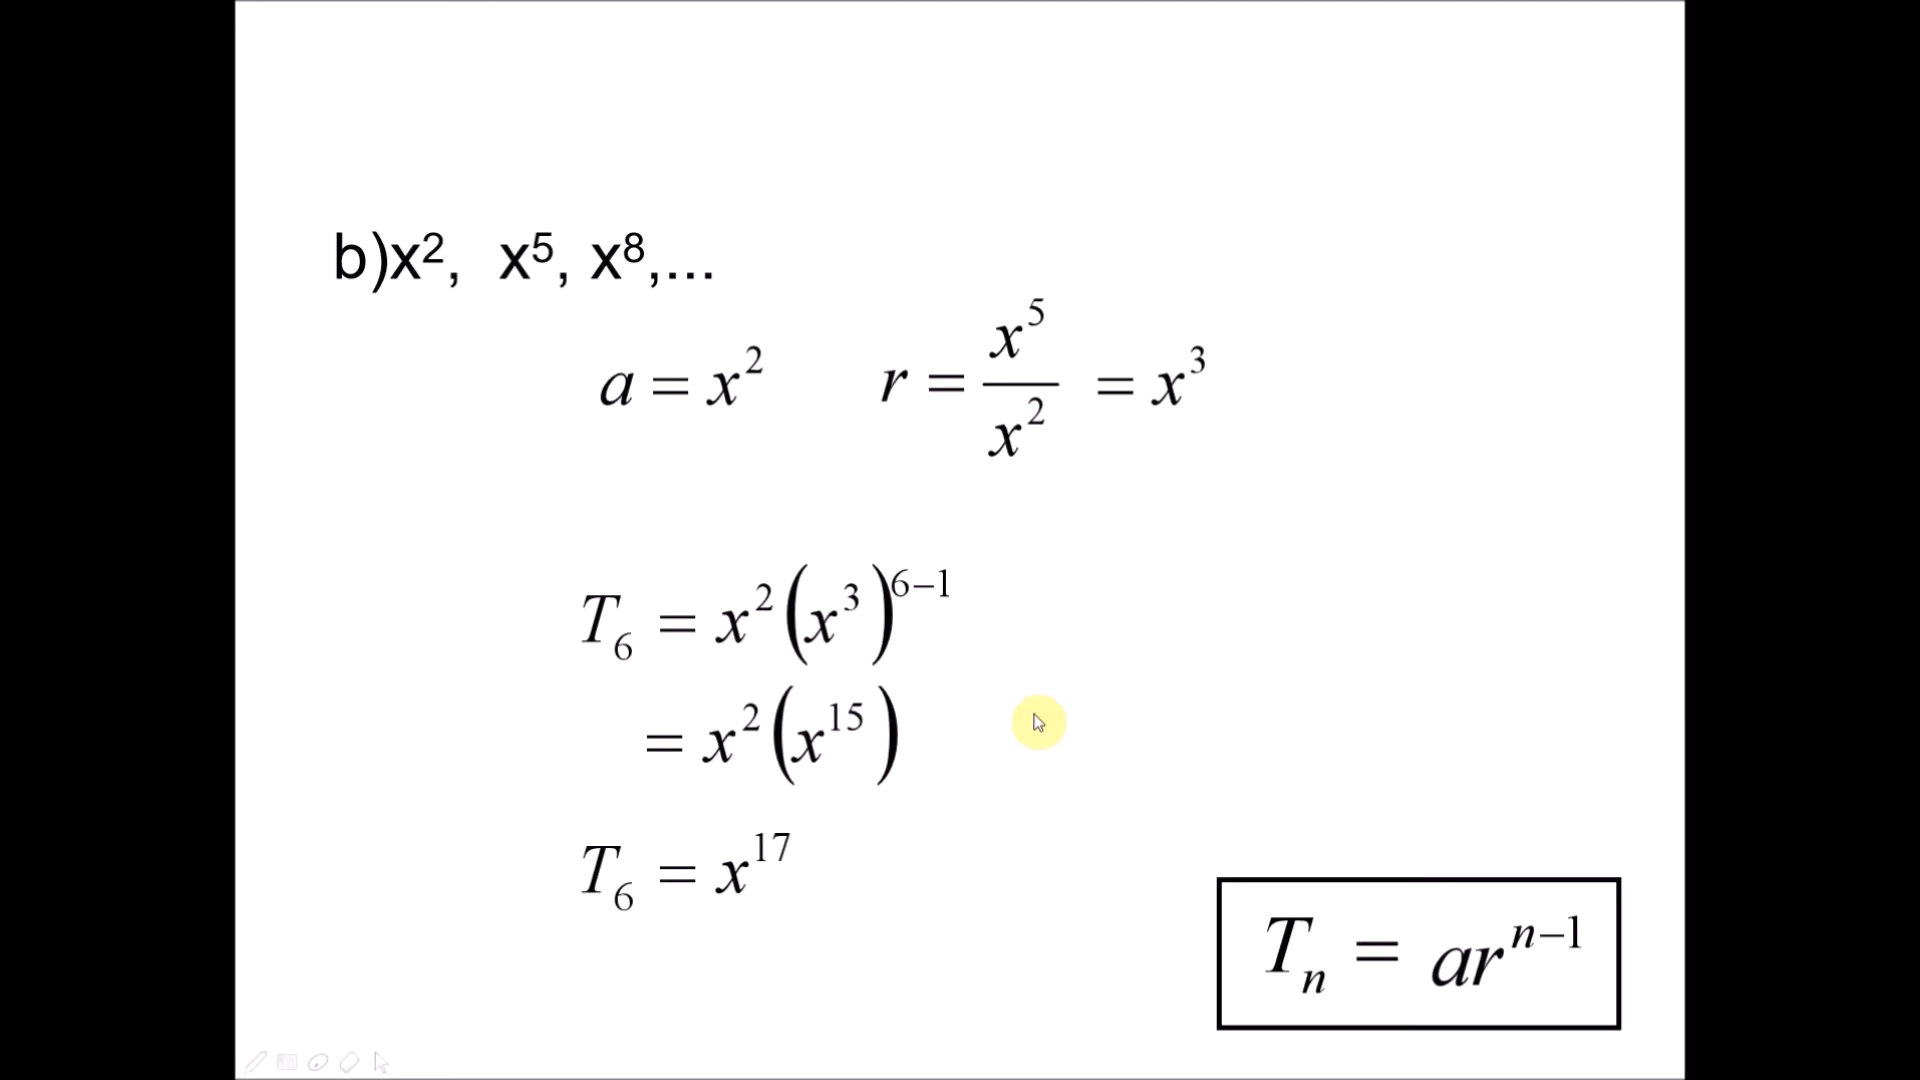 b)x², x⁵, x⁸,...
a = x²   r = x⁵/x² = x³
T₆ = x²(x³)⁶⁻¹
= x²(x¹⁵)
T₆ = x¹⁷
Tₙ = arⁿ⁻¹